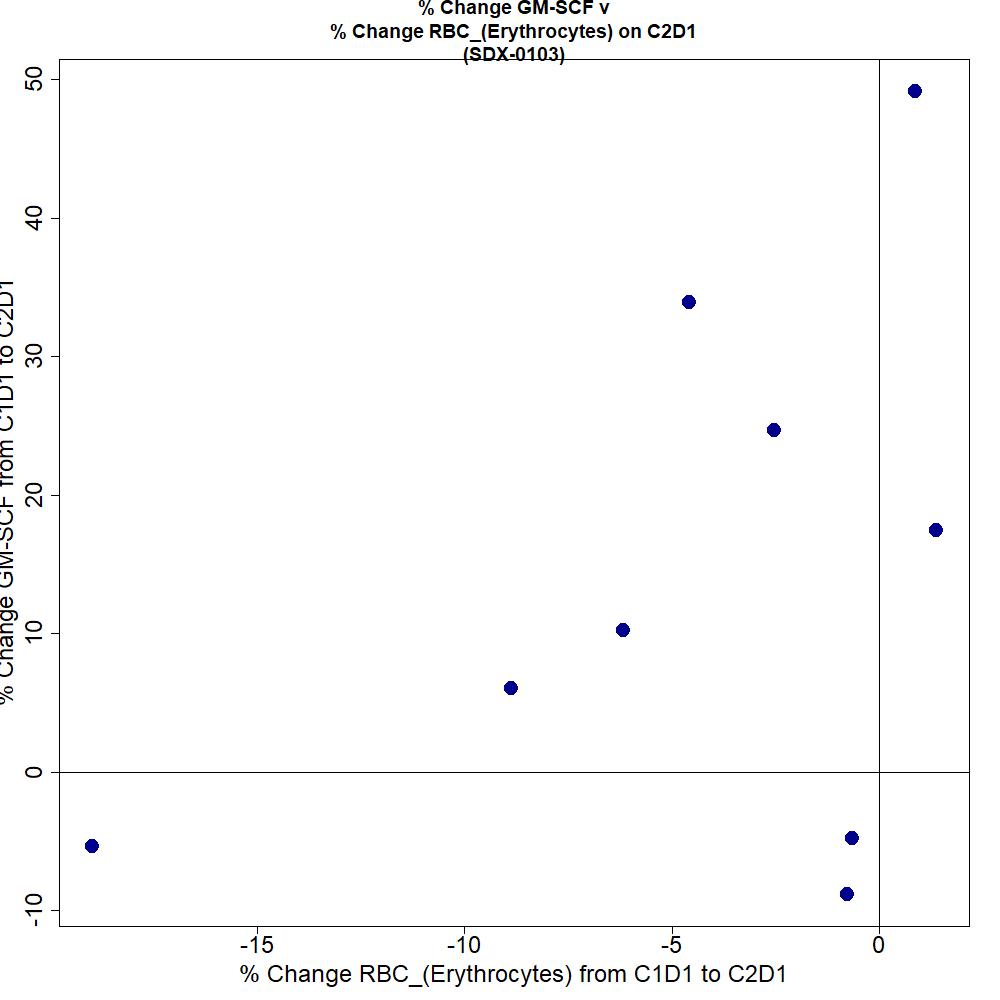 % Change GM-SCF v
% Change RBC_(Erythrocytes) on C2D1
(SDX-0103)
% Change GM-SCF from C1D1 to C2D1
50
40
30
20
10
0
-10
-15
-10
-5
0
% Change RBC_(Erythrocytes) from C1D1 to C2D1